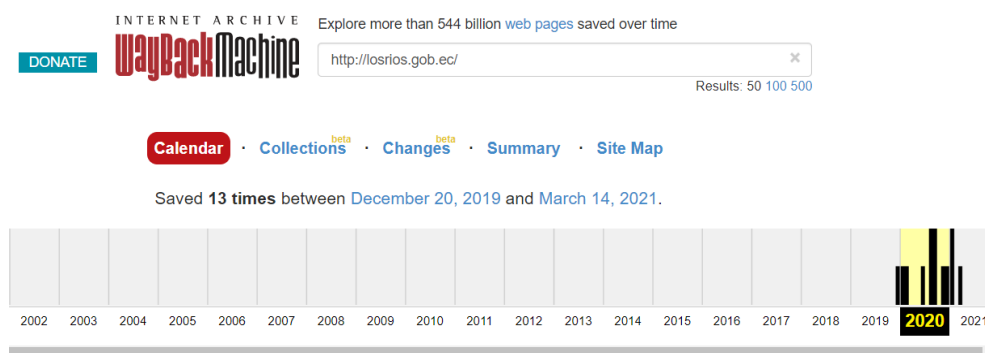 INTERNET ARCHIVE
WayBackMachine
DONATE
Explore more than 544 billion web pages saved over time
http://losrios.gob.ec/ ×
Results: 50 100 500
Calendar · Collections beta · Changes beta · Summary · Site Map
Saved 13 times between December 20, 2019 and March 14, 2021.
2002 2003 2004 2005 2006 2007 2008 2009 2010 2011 2012 2013 2014 2015 2016 2017 2018 2019 2020 2021